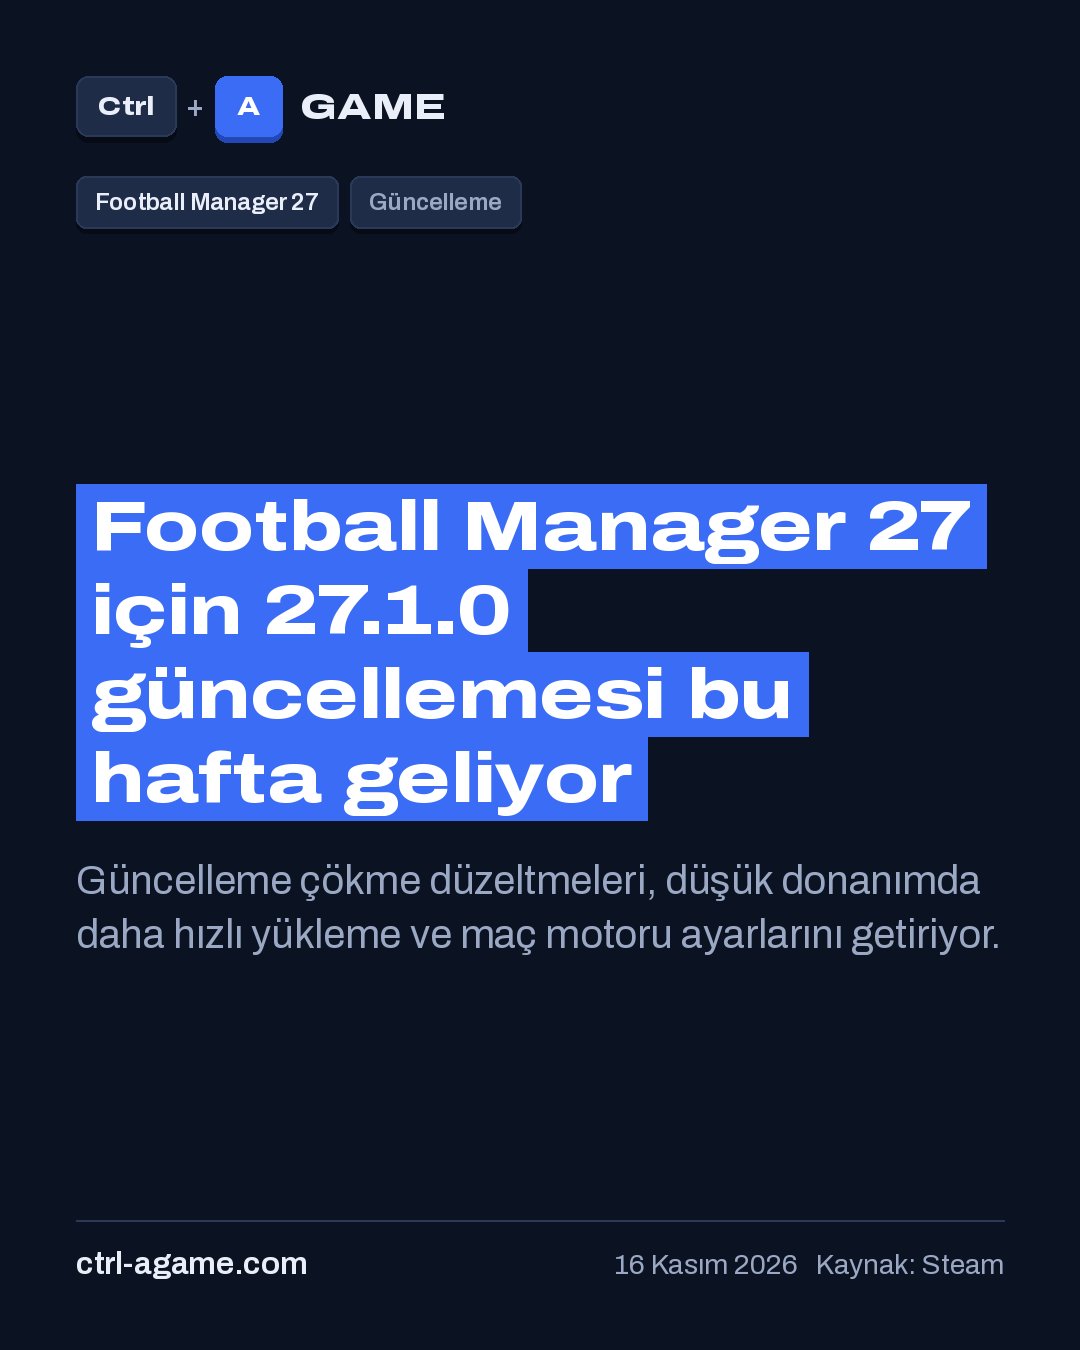 Ctrl + A GAME
Football Manager 27 Güncelleme
Football Manager 27
için 27.1.0
güncellemesi bu
hafta geliyor
Güncelleme çökme düzeltmeleri, düşük donanımda
daha hızlı yükleme ve maç motoru ayarlarını getiriyor.
ctrl-agame.com 16 Kasım 2026 Kaynak: Steam